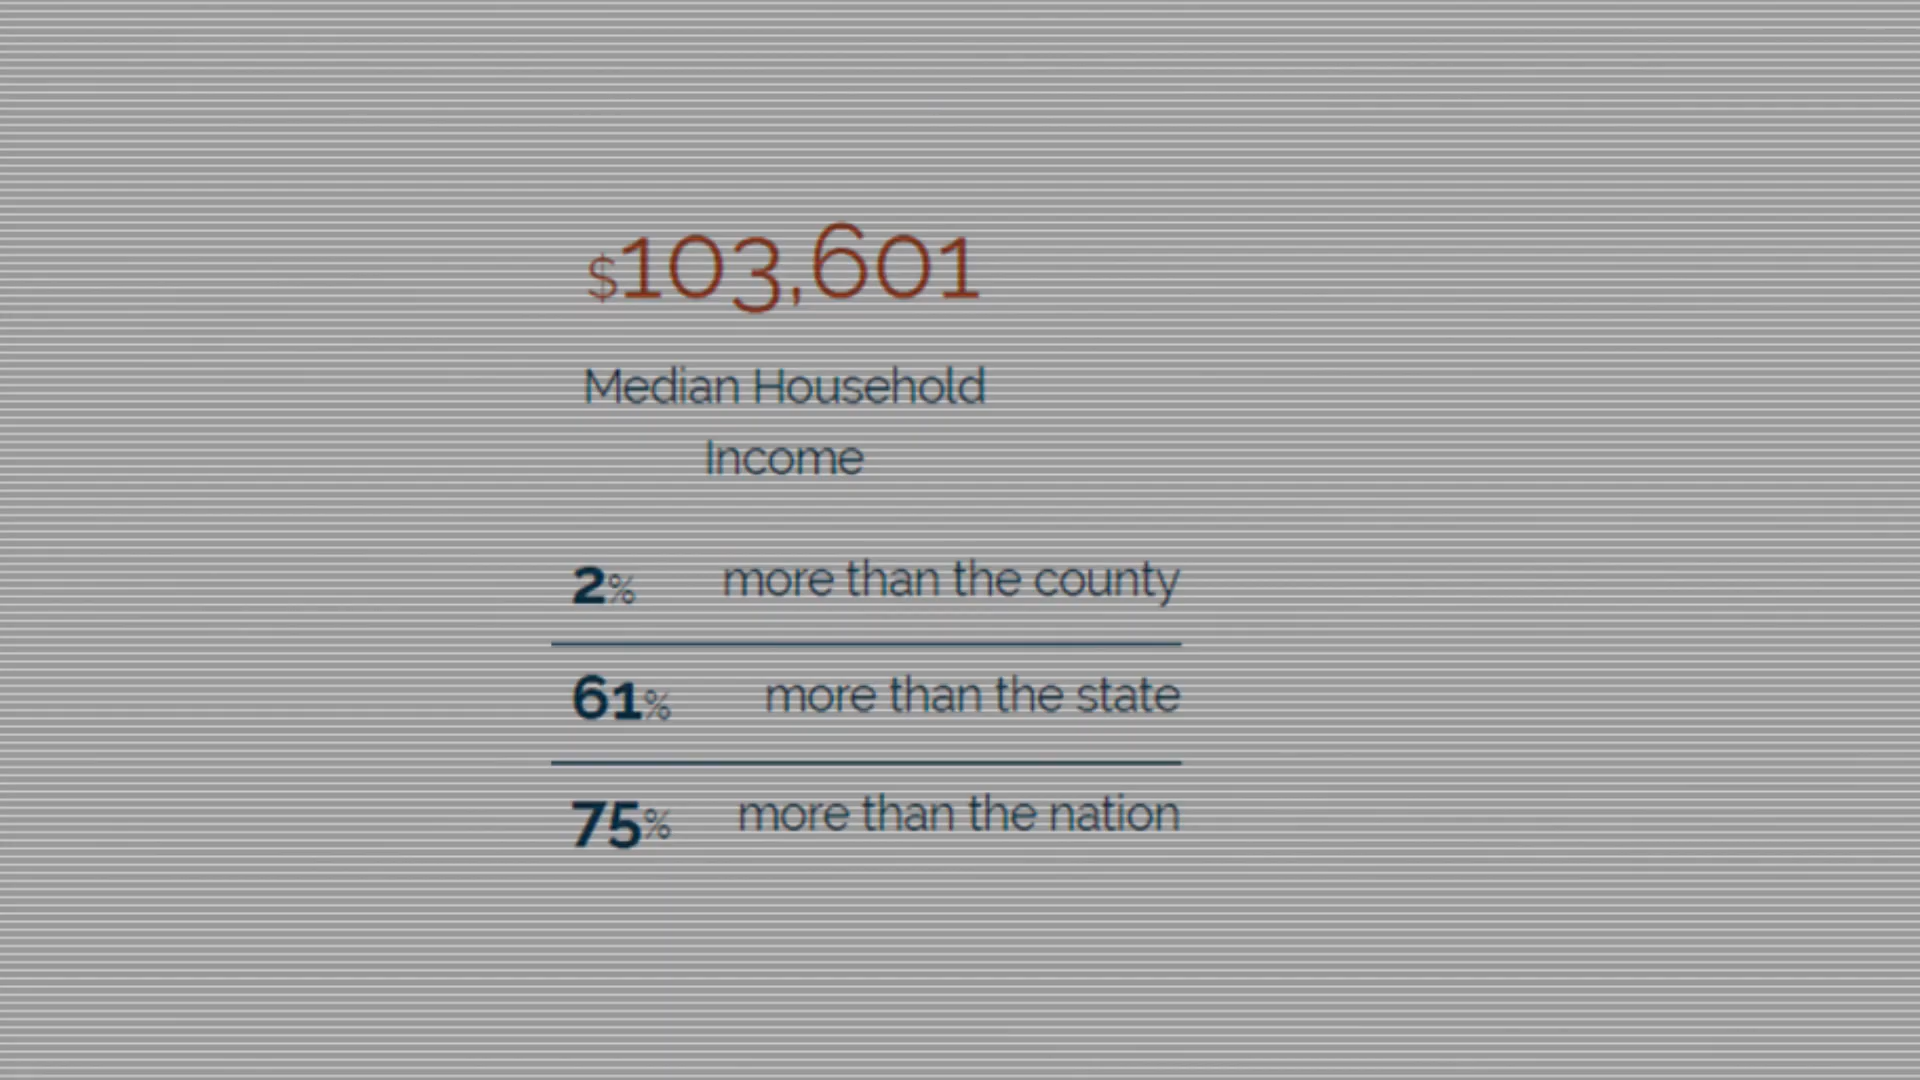 $103,601
Median Household
Income
2% more than the county
61% more than the state
75% more than the nation